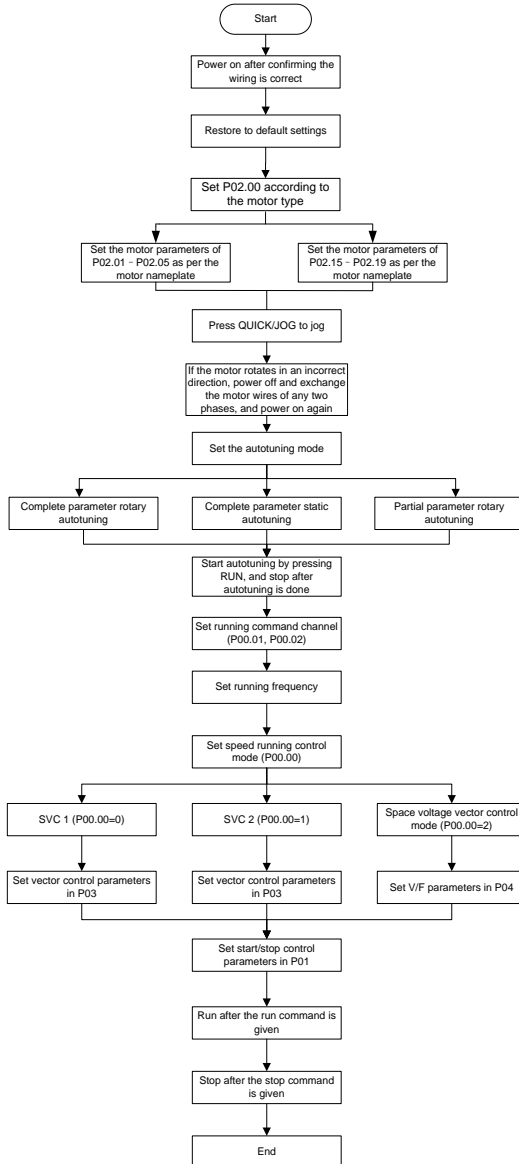 Start
Power on after confirming the
wiring is correct
Restore to default settings
Set P02.00 according to
the motor type
Set the motor parameters of
P02.01 - P02.05 as per the
motor nameplate
Set the motor parameters of
P02.15 - P02.19 as per the
motor nameplate
Press QUICK/JOG to jog
If the motor rotates in an incorrect
direction, power off and exchange
the motor wires of any two
phases, and power on again
Set the autotuning mode
Complete parameter rotary
autotuning
Complete parameter static
autotuning
Partial parameter rotary
autotuning
Start autotuning by pressing
RUN, and stop after
autotuning is done
Set running command channel
(P00.01, P00.02)
Set running frequency
Set speed running control
mode (P00.00)
SVC 1 (P00.00=0)
SVC 2 (P00.00=1)
Space voltage vector control
mode (P00.00=2)
Set vector control parameters
in P03
Set vector control parameters
in P03
Set V/F parameters in P04
Set start/stop control
parameters in P01
Run after the run command is
given
Stop after the stop command
is given
End